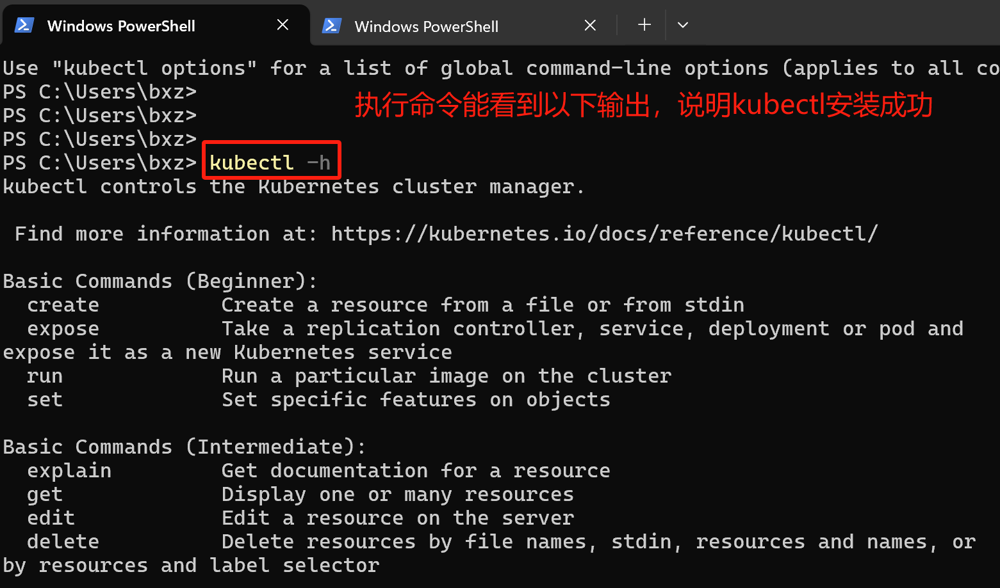 Windows PowerShell
Windows PowerShell
Use "kubectl options" for a list of global command-line options (applies to all co
PS C:\Users\bxz>
执行命令能看到以下输出，说明kubectl安装成功
PS C:\Users\bxz>
PS C:\Users\bxz>
PS C:\Users\bxz> kubectl -h
kubectl controls the Kubernetes cluster manager.
Find more information at: https://kubernetes.io/docs/reference/kubectl/
Basic Commands (Beginner):
create Create a resource from a file or from stdin
expose Take a replication controller, service, deployment or pod and
expose it as a new Kubernetes service
run Run a particular image on the cluster
set Set specific features on objects
Basic Commands (Intermediate):
explain Get documentation for a resource
get Display one or many resources
edit Edit a resource on the server
delete Delete resources by file names, stdin, resources and names, or
by resources and label selector